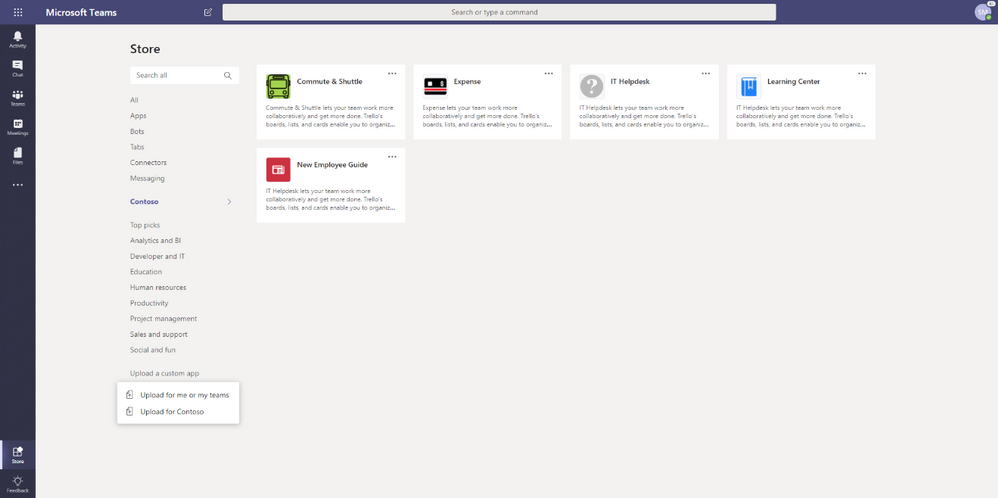 Microsoft Teams
Search or type a command
SM
Activity
Chat
Teams
Meetings
Files
Store
Feedback
Store
Search all
All
Apps
Bots
Tabs
Connectors
Messaging
Contoso
Top picks
Analytics and BI
Developer and IT
Education
Human resources
Productivity
Project management
Sales and support
Social and fun
Upload a custom app
Upload for me or my teams
Upload for Contoso
Commute & Shuttle
Commute & Shuttle lets your team work more
collaboratively and get more done. Trello's
boards, lists, and cards enable you to organiz...
Expense
Expense lets your team work more
collaboratively and get more done. Trello's
boards, lists, and cards enable you to organiz...
?
IT Helpdesk
IT Helpdesk lets your team work more
collaboratively and get more done. Trello's
boards, lists, and cards enable you to organiz...
Learning Center
IT Helpdesk lets your team work more
collaboratively and get more done. Trello's
boards, lists, and cards enable you to organiz...
New Employee Guide
IT Helpdesk lets your team work more
collaboratively and get more done. Trello's
boards, lists, and cards enable you to organiz...